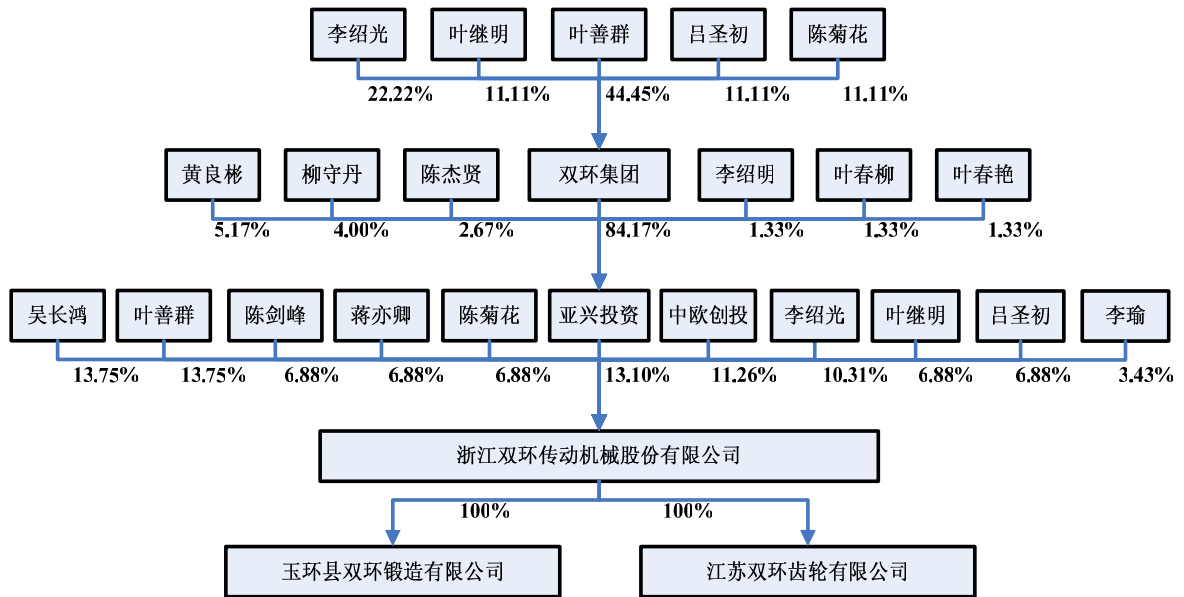 李绍光 叶继明 叶善群 吕圣初 陈菊花
22.22% 11.11% 44.45% 11.11% 11.11%
黄良彬 柳守丹 陈杰贤 双环集团 李绍明 叶春柳 叶春艳
5.17% 4.00% 2.67% 84.17% 1.33% 1.33% 1.33%
吴长鸿 叶善群 陈剑峰 蒋亦卿 陈菊花 亚兴投资 中欧创投 李绍光 叶继明 吕圣初 李瑜
13.75% 13.75% 6.88% 6.88% 6.88% 13.10% 11.26% 10.31% 6.88% 6.88% 3.43%
浙江双环传动机械股份有限公司
100% 100%
玉环县双环锻造有限公司 江苏双环齿轮有限公司